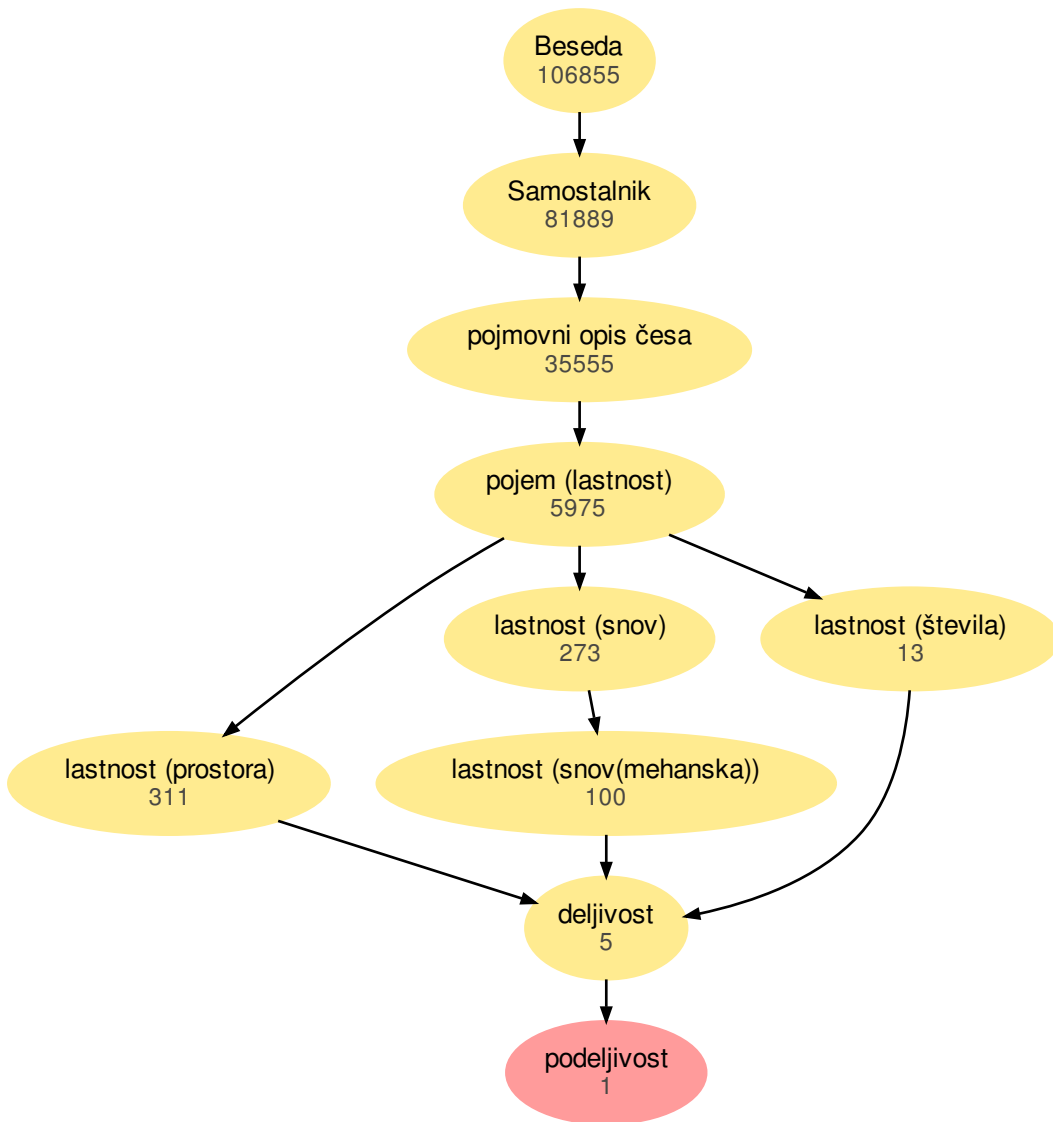 Beseda
106855
Samostalnik
81889
pojmovni opis česa
35555
pojem (lastnost)
5975
lastnost (snov)
273
lastnost (števila)
13
lastnost (prostora)
311
lastnost (snov(mehanska))
100
deljivost
5
podeljivost
1